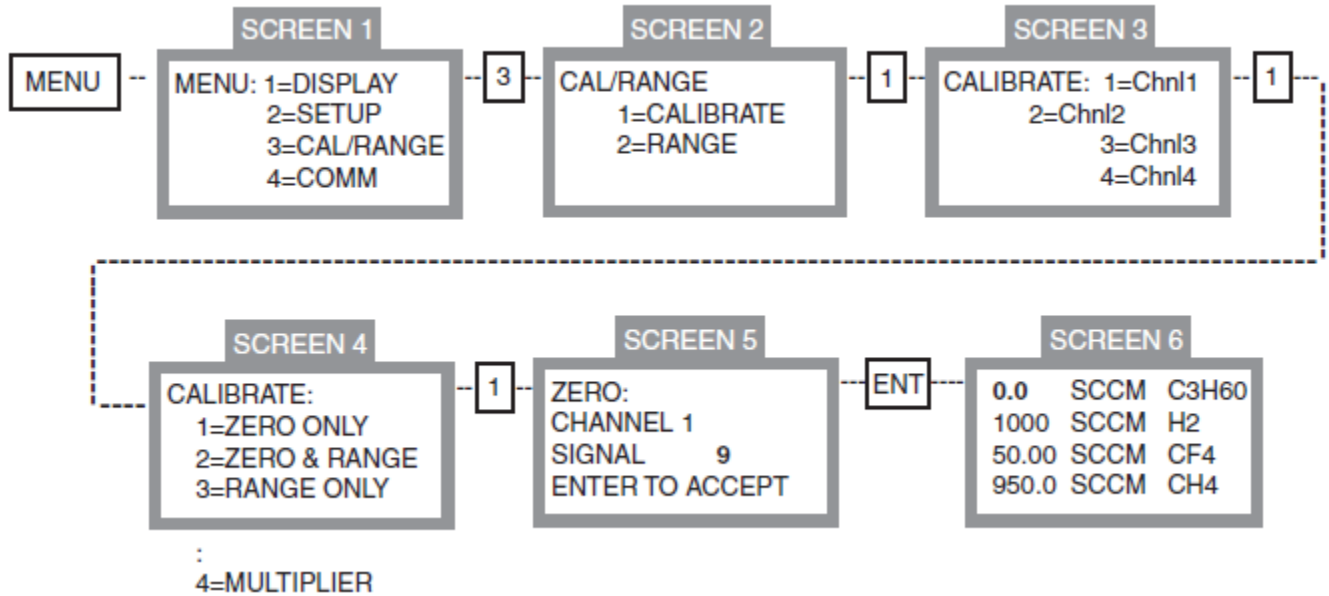 SCREEN 1
MENU
MENU: 1=DISPLAY
2=SETUP
3=CAL/RANGE
4=COMM
3
SCREEN 2
CAL/RANGE
1=CALIBRATE
2=RANGE
1
SCREEN 3
CALIBRATE: 1=Chnl1
2=Chnl2
3=Chnl3
4=Chnl4
1
SCREEN 4
CALIBRATE:
1=ZERO ONLY
2=ZERO & RANGE
3=RANGE ONLY
:
4=MULTIPLIER
1
SCREEN 5
ZERO:
CHANNEL 1
SIGNAL 9
ENTER TO ACCEPT
ENT
SCREEN 6
0.0 SCCM C3H60
1000 SCCM H2
50.00 SCCM CF4
950.0 SCCM CH4